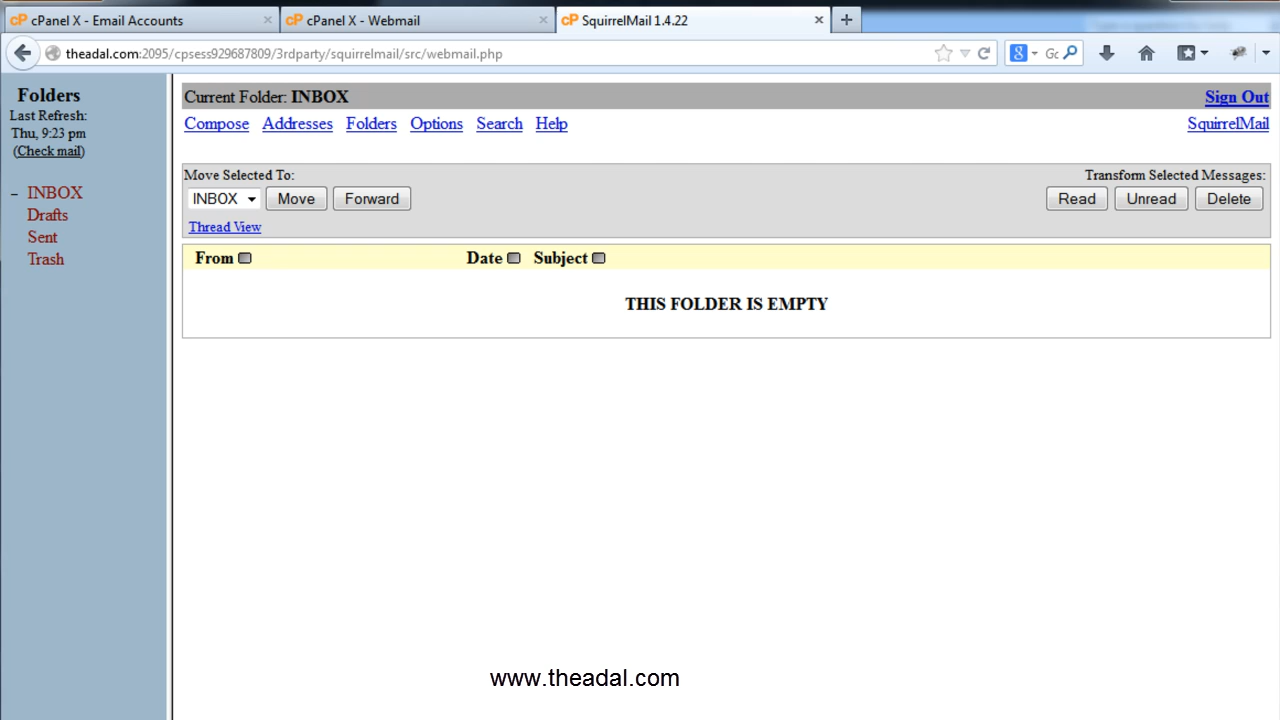 cPanel X - Email Accounts
cPanel X - Webmail
SquirrelMail 1.4.22
theadal.com:2095/cpsess929687809/3rdparty/squirrelmail/src/webmail.php
Folders
Last Refresh:
Thu, 9:23 pm
(Check mail)
– INBOX
Drafts
Sent
Trash
Current Folder: INBOX
Sign Out
Compose Addresses Folders Options Search Help
SquirrelMail
Move Selected To:
Transform Selected Messages:
INBOX Move Forward
Read Unread Delete
Thread View
From Date Subject
THIS FOLDER IS EMPTY
www.theadal.com